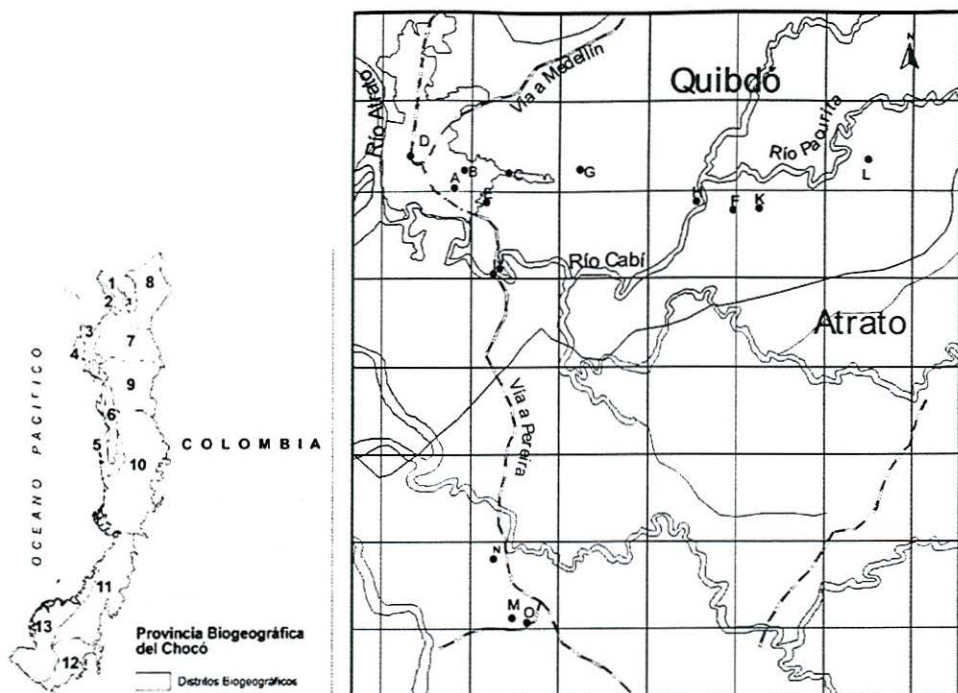 1
8
2
3
7
4
9
6
5
10
11
13
12
OCEANO PACIFICO
COLOMBIA
Provincia Biogeográfica
del Chocó
Distritos Biogeográficos
N
Quibdó
Vía a Medellín
Río Atrato
D
B
A
C
E
G
Río Pacurita
L
H
F
K
Río Cabí
Atrato
Vía a Pereira
N
M
O